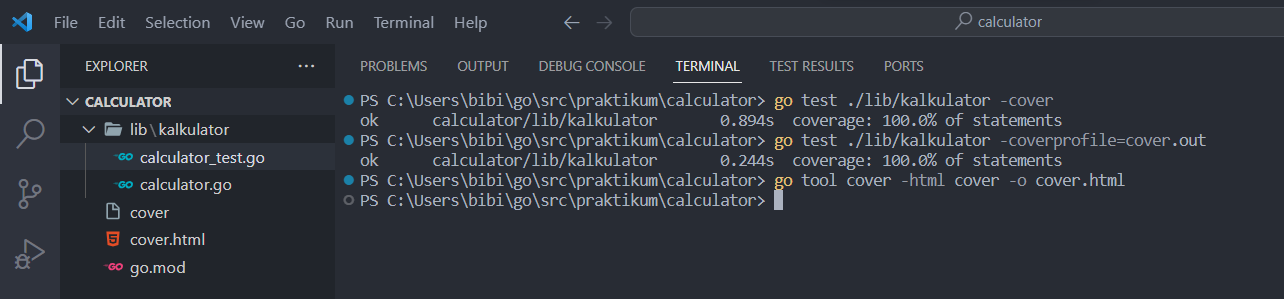 File Edit Selection View Go Run Terminal Help
calculator
EXPLORER
PROBLEMS OUTPUT DEBUG CONSOLE TERMINAL TEST RESULTS PORTS
CALCULATOR
lib\kalkulator
calculator_test.go
calculator.go
cover
cover.html
go.mod
PS C:\Users\bibi\go\src\praktikum\calculator> go test ./lib/kalkulator -cover
ok calculator/lib/kalkulator 0.894s coverage: 100.0% of statements
PS C:\Users\bibi\go\src\praktikum\calculator> go test ./lib/kalkulator -coverprofile=cover.out
ok calculator/lib/kalkulator 0.244s coverage: 100.0% of statements
PS C:\Users\bibi\go\src\praktikum\calculator> go tool cover -html cover -o cover.html
PS C:\Users\bibi\go\src\praktikum\calculator>